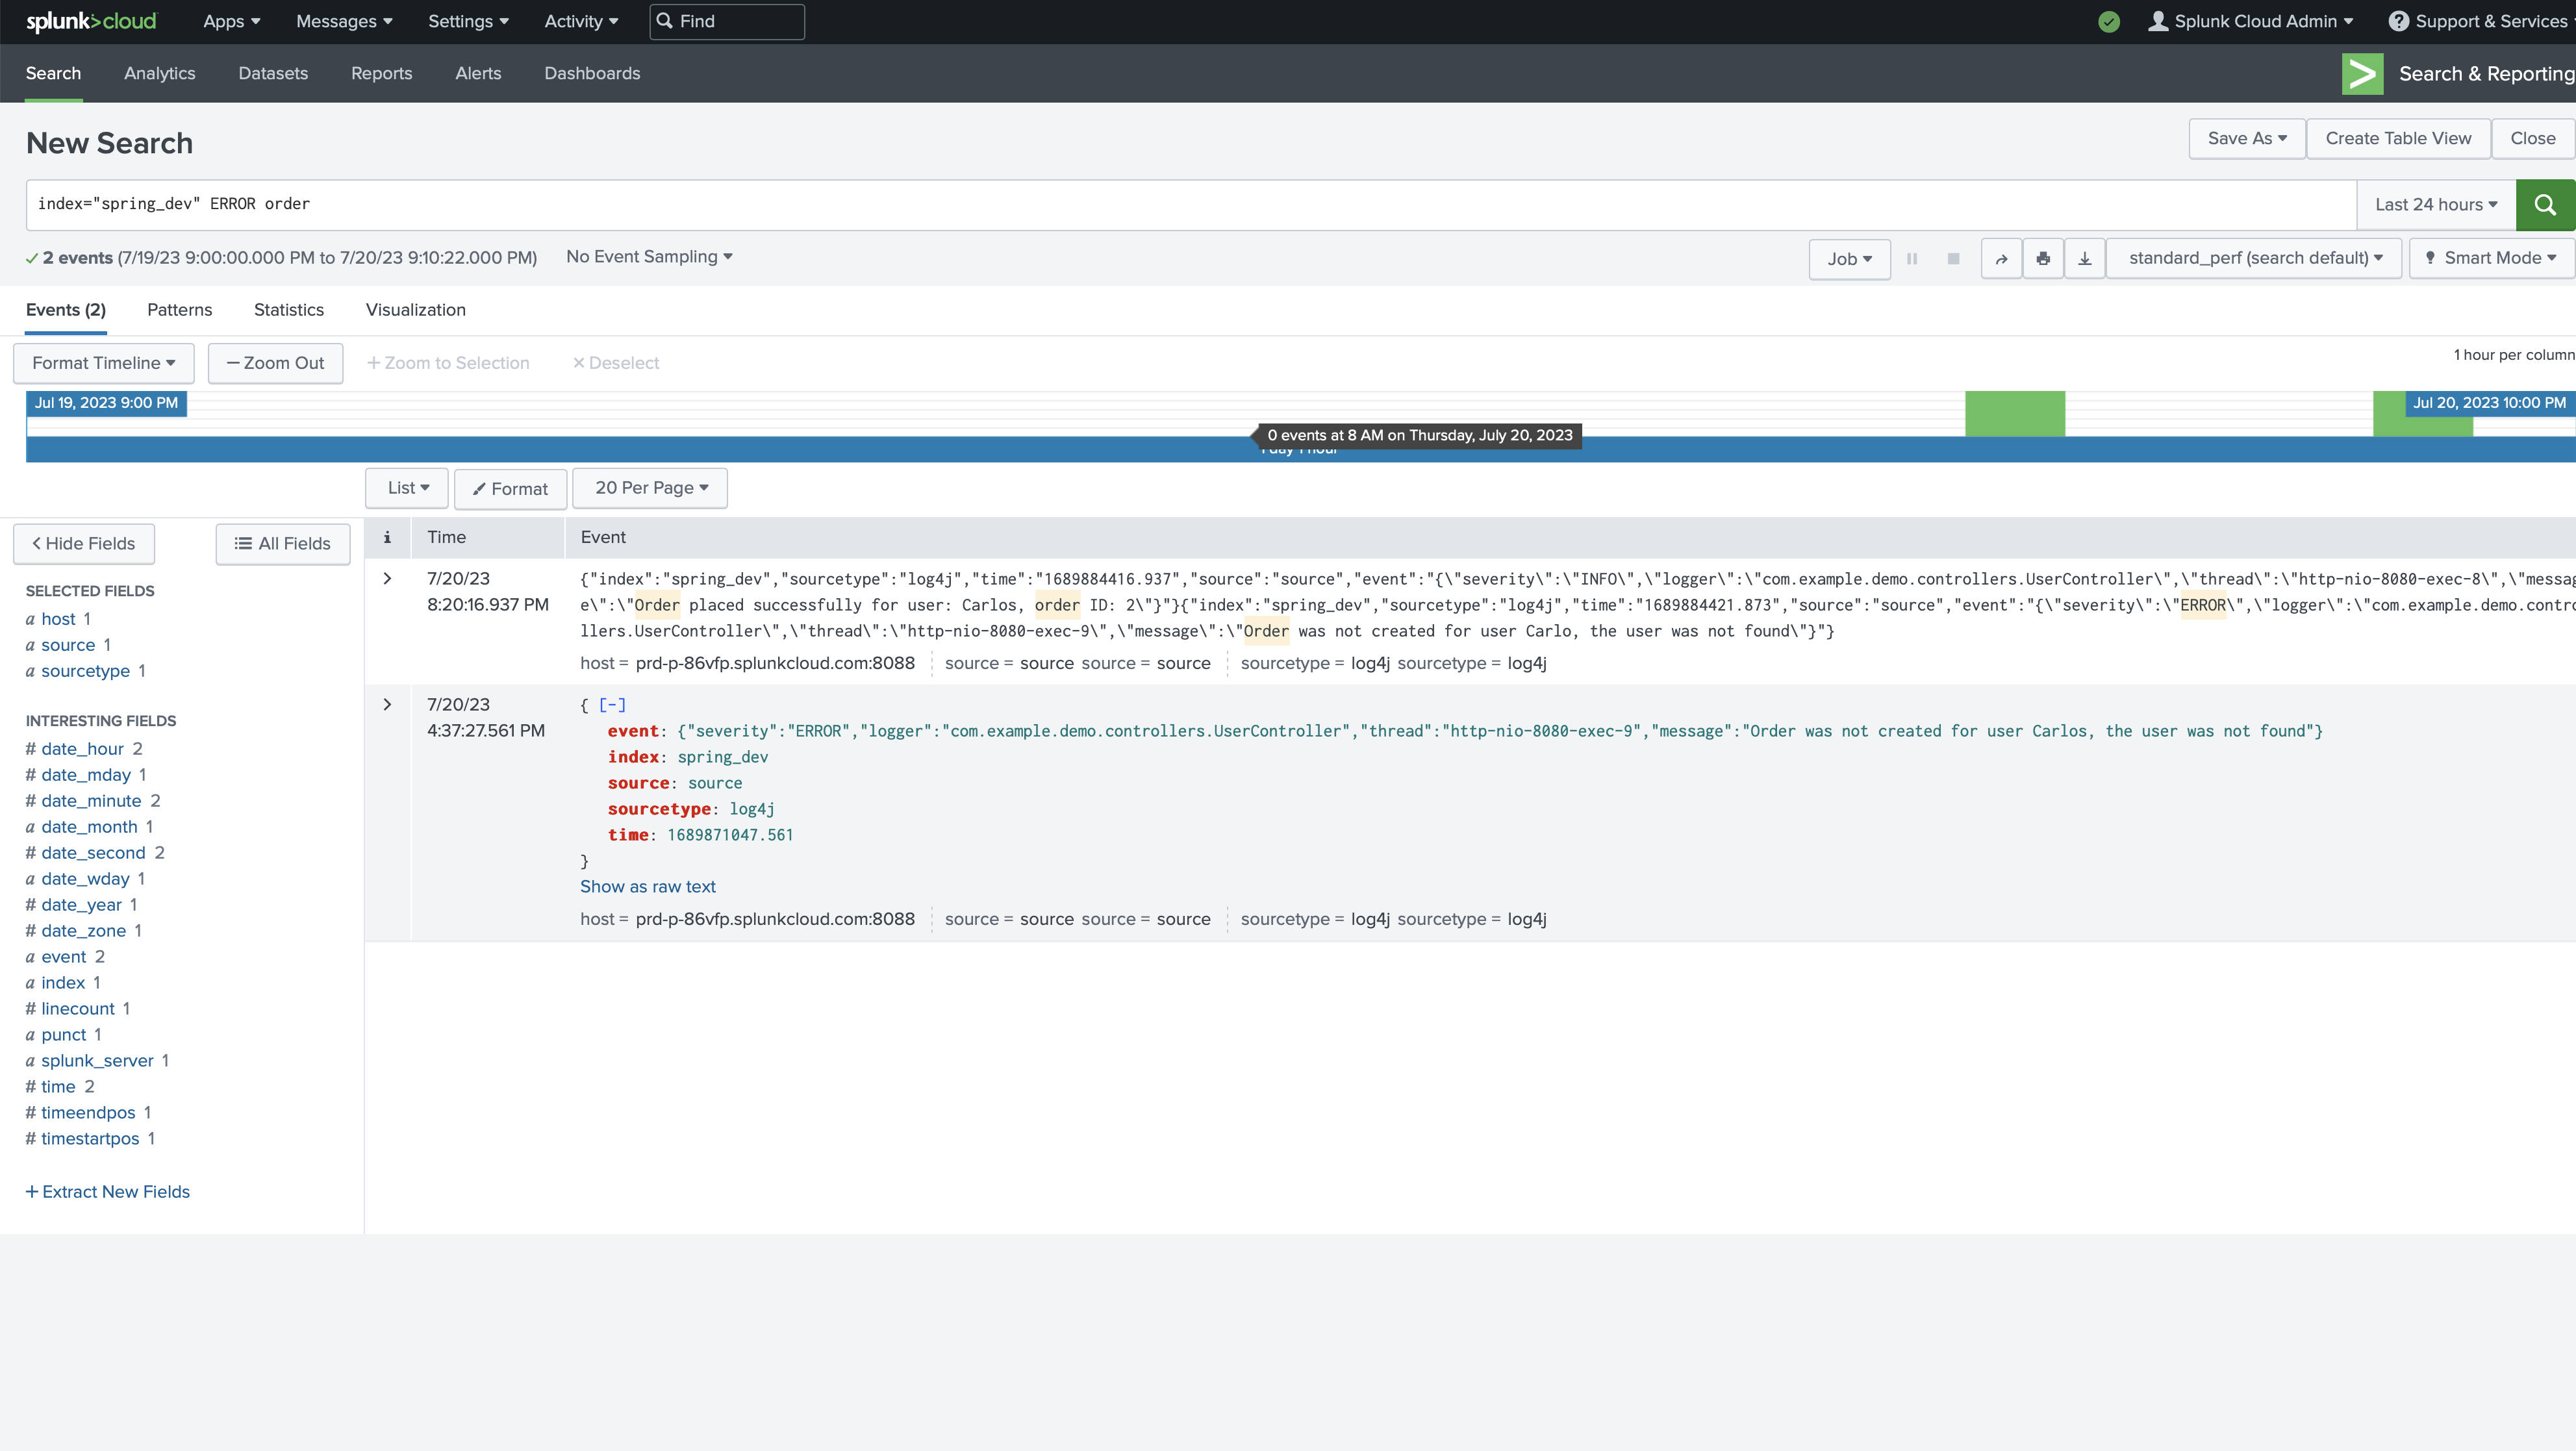 splunk>cloud Apps Messages Settings Activity Find Splunk Cloud Admin Support & Services
Search Analytics Datasets Reports Alerts Dashboards Search & Reporting
New Search Save As Create Table View Close
index="spring_dev" ERROR order Last 24 hours
2 events (7/19/23 9:00:00.000 PM to 7/20/23 9:10:22.000 PM) No Event Sampling Job standard_perf (search default) Smart Mode
Events (2) Patterns Statistics Visualization
Format Timeline — Zoom Out + Zoom to Selection × Deselect 1 hour per column
Jul 19, 2023 9:00 PM Jul 20, 2023 10:00 PM
0 events at 8 AM on Thursday, July 20, 2023
1 day 1 hour
List Format 20 Per Page
< Hide Fields All Fields
SELECTED FIELDS
a host 1
a source 1
a sourcetype 1
INTERESTING FIELDS
# date_hour 2
# date_mday 1
# date_minute 2
a date_month 1
# date_second 2
a date_wday 1
# date_year 1
# date_zone 1
a event 2
a index 1
# linecount 1
a punct 1
a splunk_server 1
# time 2
# timeendpos 1
# timestartpos 1
+ Extract New Fields
i Time Event
> 7/20/23
8:20:16.937 PM
{"index":"spring_dev","sourcetype":"log4j","time":"1689884416.937","source":"source","event":"{\"severity\":\"INFO\",\"logger\":\"com.example.demo.controllers.UserController\",\"thread\":\"http-nio-8080-exec-8\",\"messag
e\":\"Order placed successfully for user: Carlos, order ID: 2\"}"}{"index":"spring_dev","sourcetype":"log4j","time":"1689884421.873","source":"source","event":"{\"severity\":\"ERROR\",\"logger\":\"com.example.demo.contro
llers.UserController\",\"thread\":\"http-nio-8080-exec-9\",\"message\":\"Order was not created for user Carlo, the user was not found\"}"}
host = prd-p-86vfp.splunkcloud.com:8088 source = source source = source sourcetype = log4j sourcetype = log4j
> 7/20/23
4:37:27.561 PM
{ [-]
event: {"severity":"ERROR","logger":"com.example.demo.controllers.UserController","thread":"http-nio-8080-exec-9","message":"Order was not created for user Carlos, the user was not found"}
index: spring_dev
source: source
sourcetype: log4j
time: 1689871047.561
}
Show as raw text
host = prd-p-86vfp.splunkcloud.com:8088 source = source source = source sourcetype = log4j sourcetype = log4j